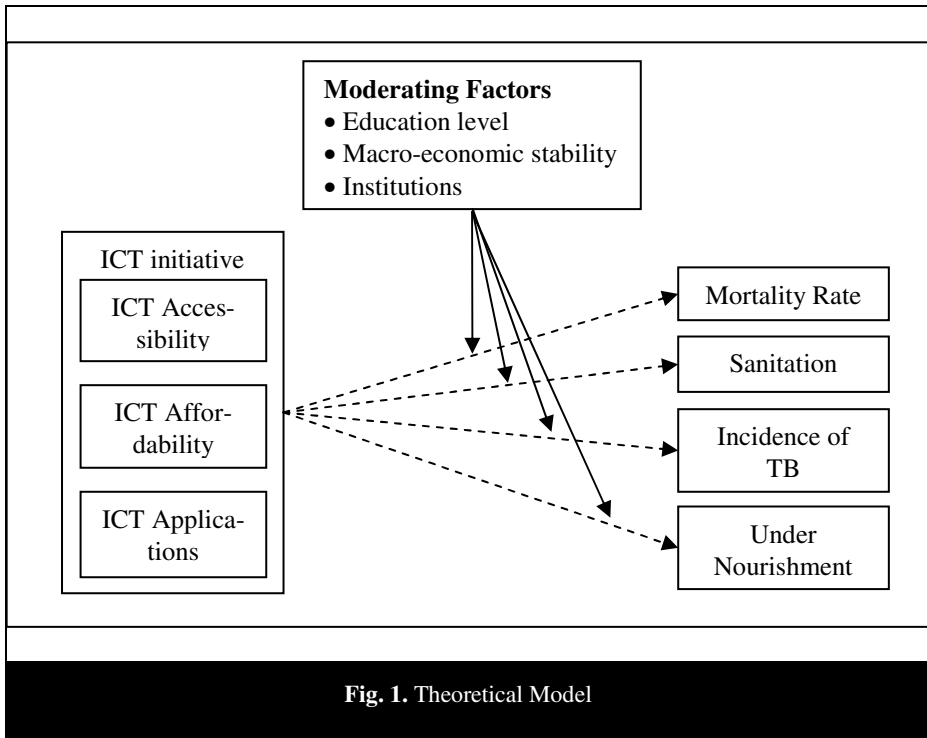 Moderating Factors
• Education level
• Macro-economic stability
• Institutions
ICT initiative
ICT Acces-
sibility
ICT Affor-
dability
ICT Applica-
tions
Mortality Rate
Sanitation
Incidence of
TB
Under
Nourishment
Fig. 1. Theoretical Model